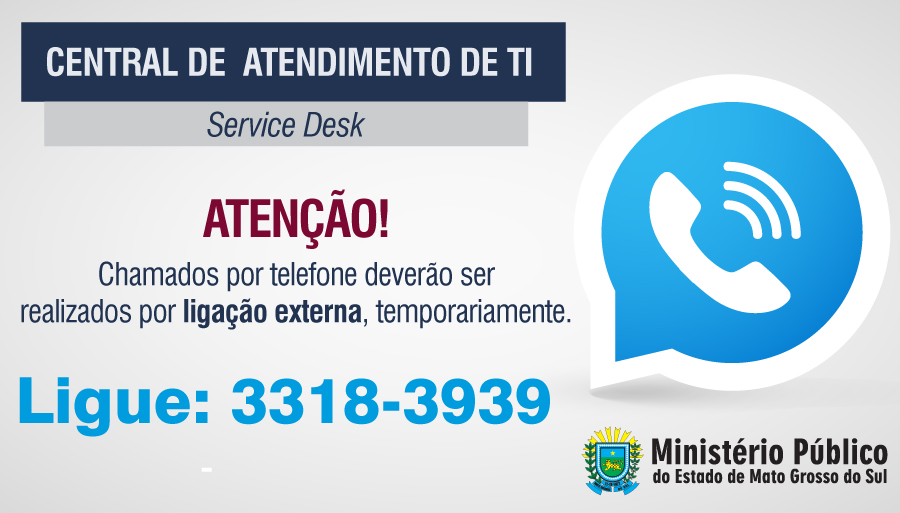 CENTRAL DE ATENDIMENTO DE TI
Service Desk
ATENÇÃO!
Chamados por telefone deverão ser
realizados por ligação externa, temporariamente.
Ligue: 3318-3939
Ministério Público
do Estado de Mato Grosso do Sul